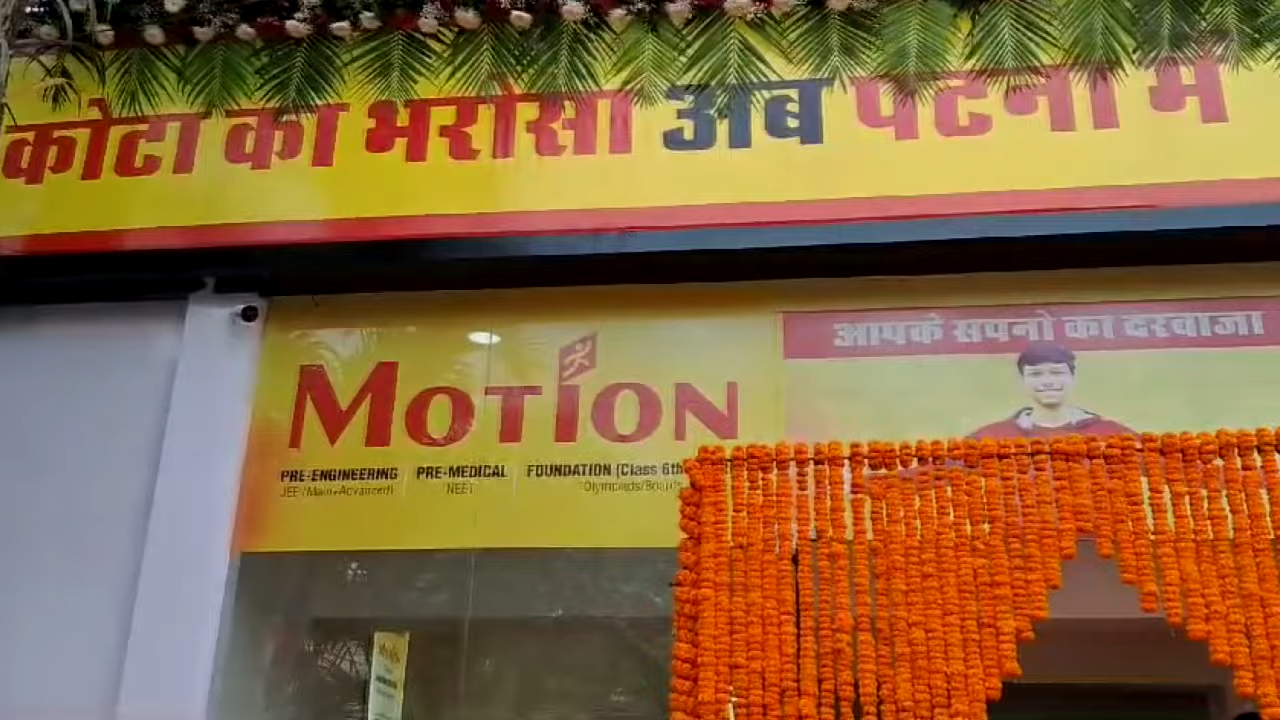 कोटा का भरोसा अब पटना में
आपके सपनो का दरवाजा
MOTION
PRE-ENGINEERING PRE-MEDICAL FOUNDATION (Class 6th
JEE (Main+Advanced) NEET Olympiads/Boards